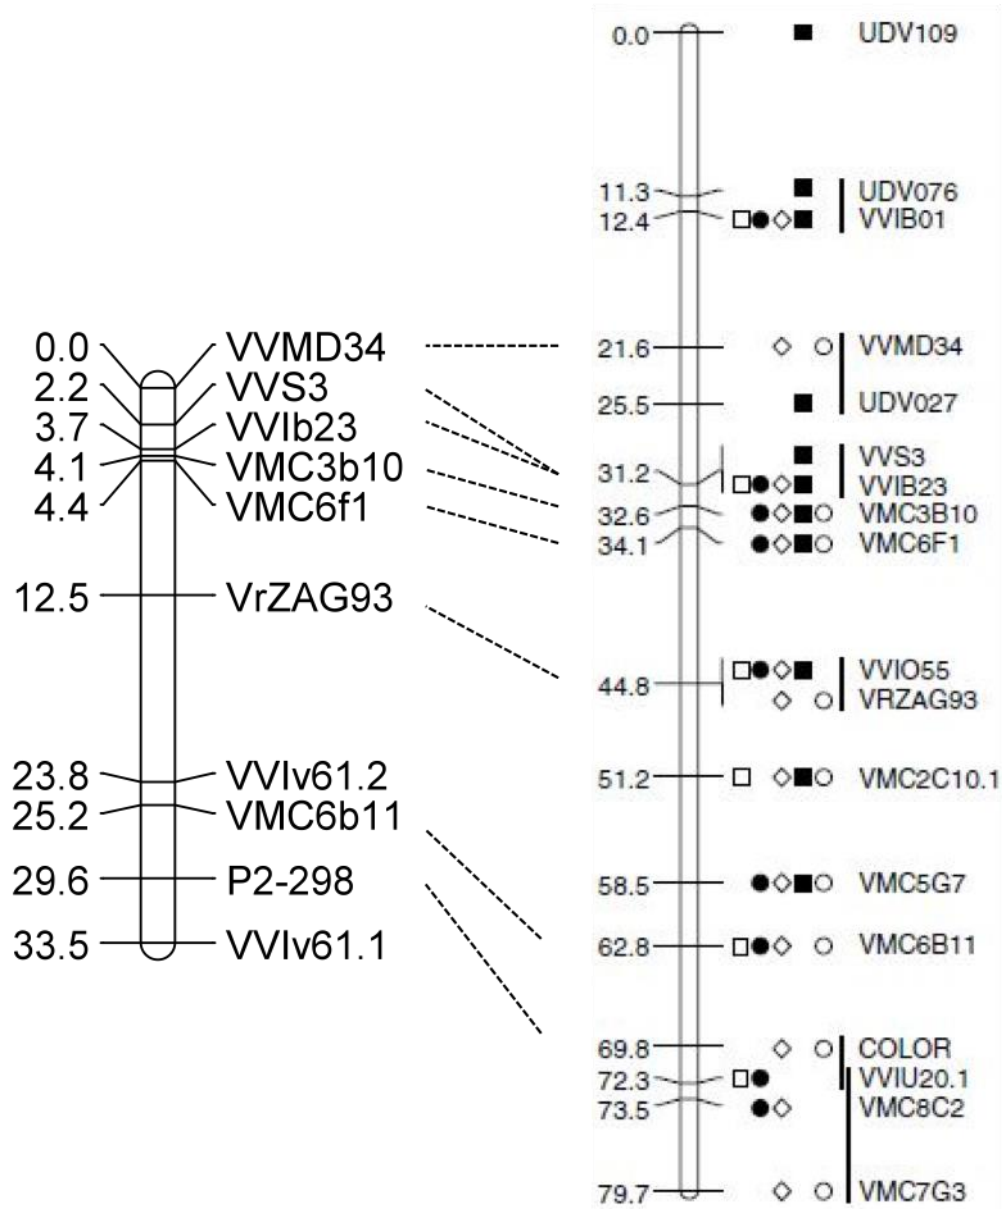 0.0 VVMD34
2.2 VVS3
3.7 VVIb23
4.1 VMC3b10
4.4 VMC6f1
12.5 VrZAG93
23.8 VVIv61.2
25.2 VMC6b11
29.6 P2-298
33.5 VVIv61.1
0.0 UDV109
11.3 UDV076
12.4 VVIB01
21.6 VVMD34
25.5 UDV027
VVS3
31.2 VVIB23
32.6 VMC3B10
34.1 VMC6F1
VVIO55
44.8 VRZAG93
51.2 VMC2C10.1
58.5 VMC5G7
62.8 VMC6B11
69.8 COLOR
72.3 VVIU20.1
73.5 VMC8C2
79.7 VMC7G3